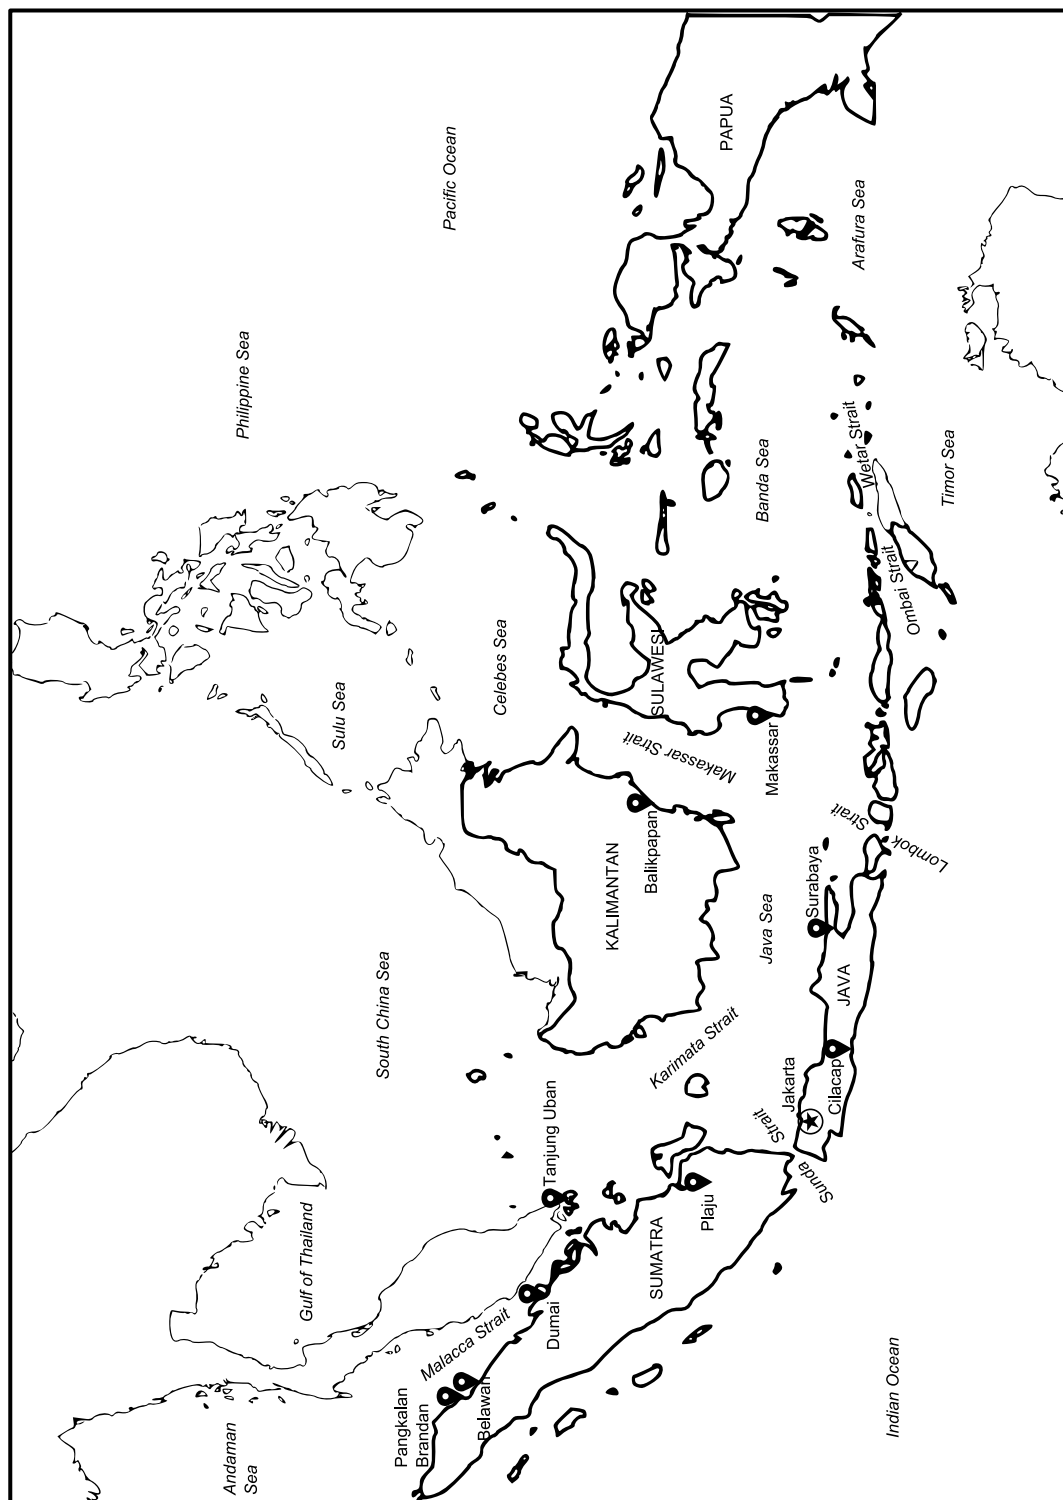 Andaman
Sea
Gulf of Thailand
South China Sea
Sulu Sea
Philippine Sea
Pacific Ocean
Pangkalan
Brandan
Belawan
Malacca Strait
Dumai
Tanjung Uban
Celebes Sea
SUMATRA
Plaju
Karimata Strait
KALIMANTAN
Balikpapan
Makassar Strait
SULAWESI
Makassar
PAPUA
Banda Sea
Arafura Sea
Java Sea
Sunda
Strait
Jakarta
Cilacap
JAVA
Surabaya
Lombok
Strait
Ombai Strait
Wetar Strait
Timor Sea
Indian Ocean